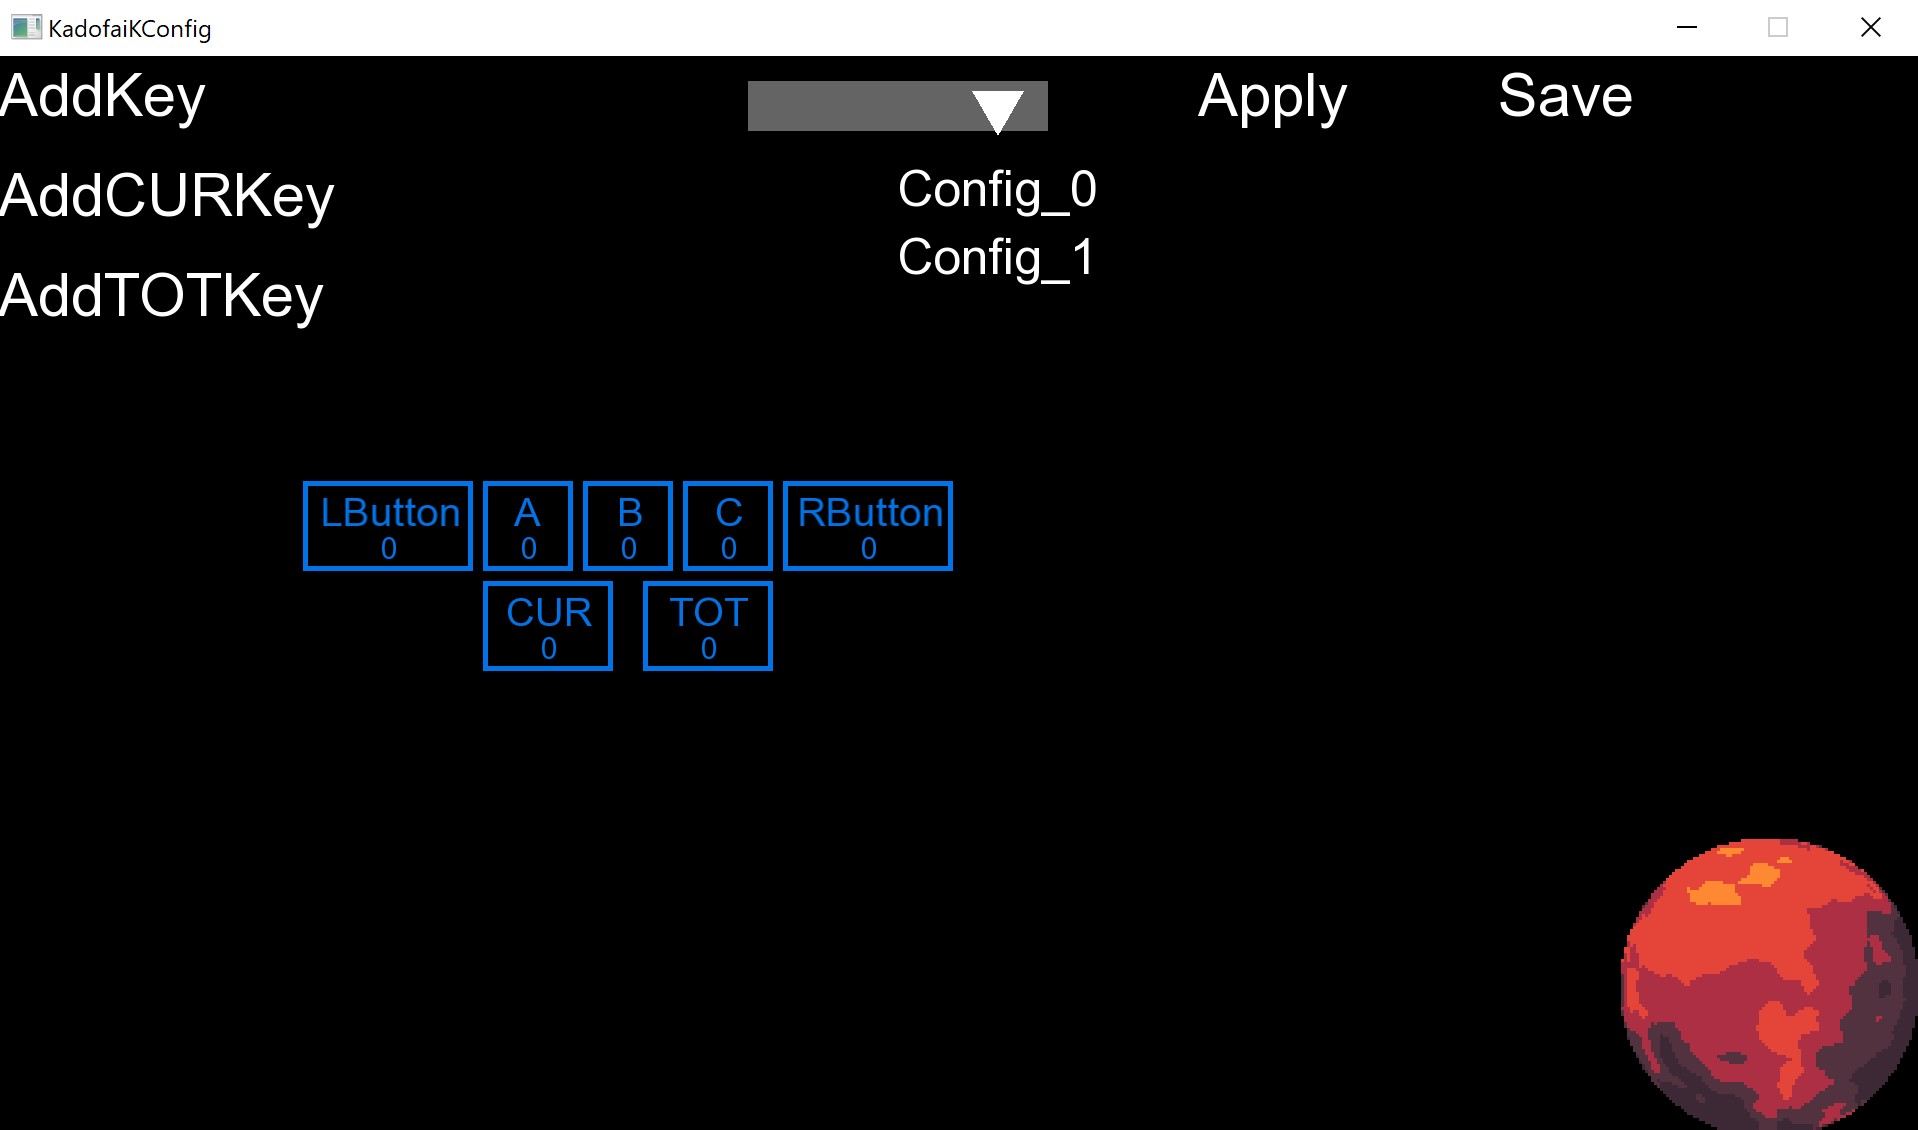 KadofaiKConfig
AddKey Apply Save
AddCURKey Config_0
Config_1
AddTOTKey
LButton A B C RButton
0 0 0 0 0
CUR TOT
0 0